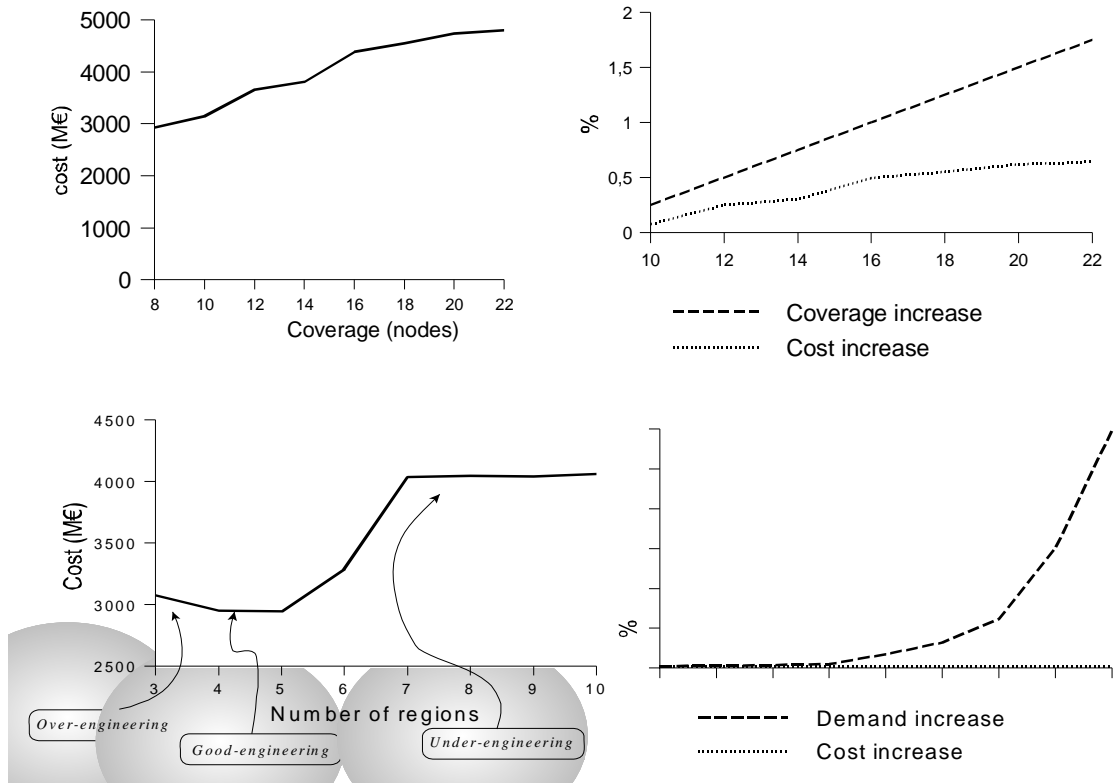 5000
4000
3000
2000
1000
0
cost (M€)
8 10 12 14 16 18 20 22
Coverage (nodes)
2
1,5
1
0,5
0
%
10 12 14 16 18 20 22
Coverage increase
Cost increase
4500
4000
3500
3000
2500
Cost (M€)
3 4 5 6 7 8 9 10
Number of regions
Over-engineering
Good-engineering
Under-engineering
%
Demand increase
Cost increase